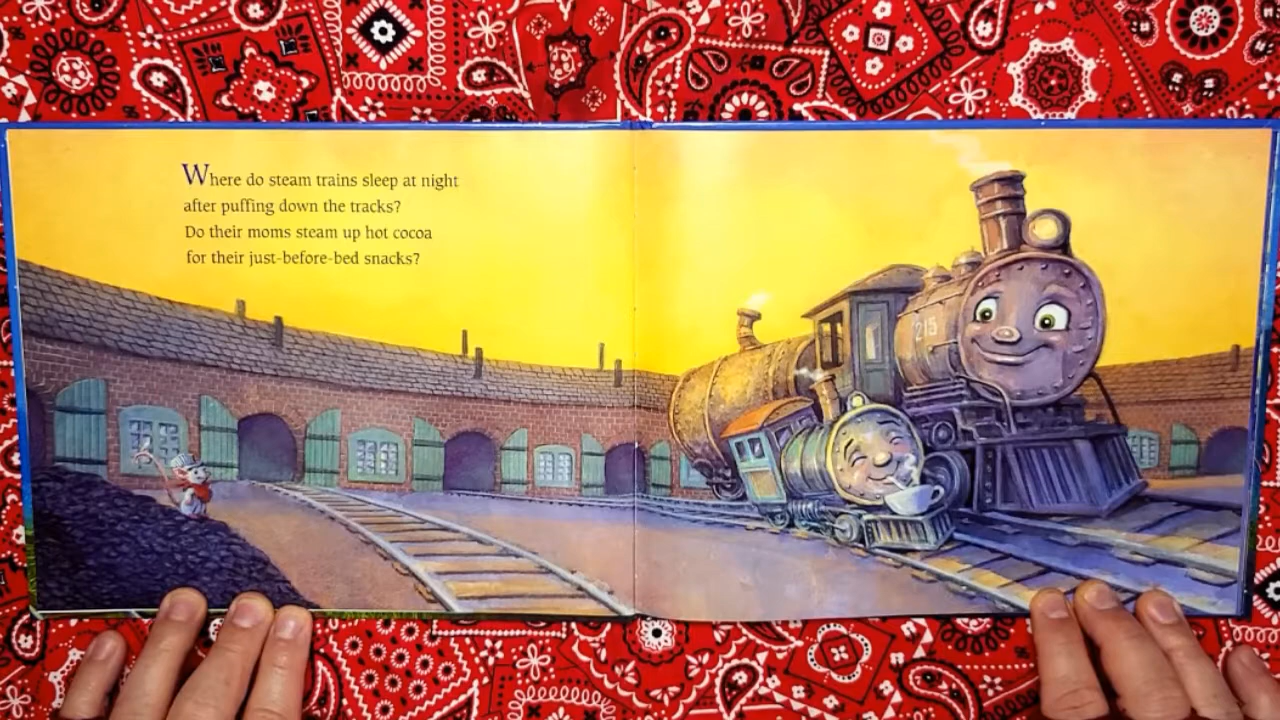 Where do steam trains sleep at night
after puffing down the tracks?
Do their moms steam up hot cocoa
for their just-before-bed snacks?
215